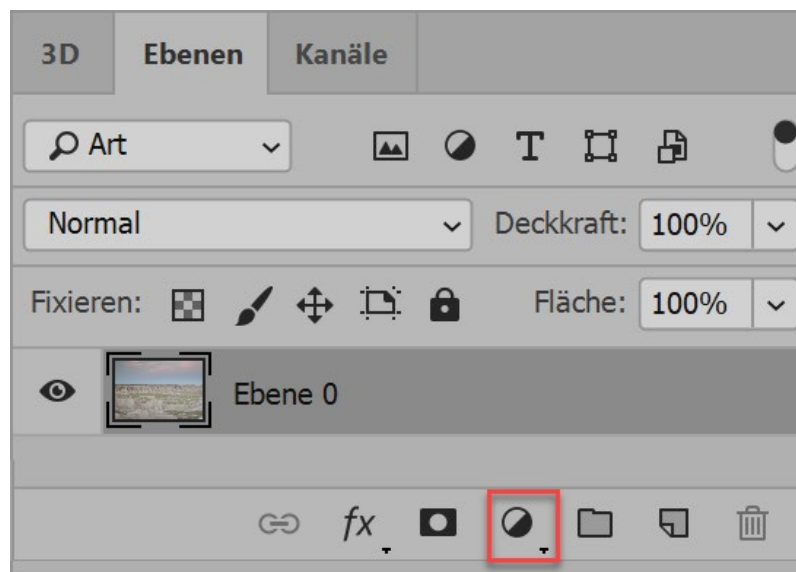 3D Ebenen Kanäle
Art
Normal Deckkraft: 100%
Fixieren: Fläche: 100%
Ebene 0
fx